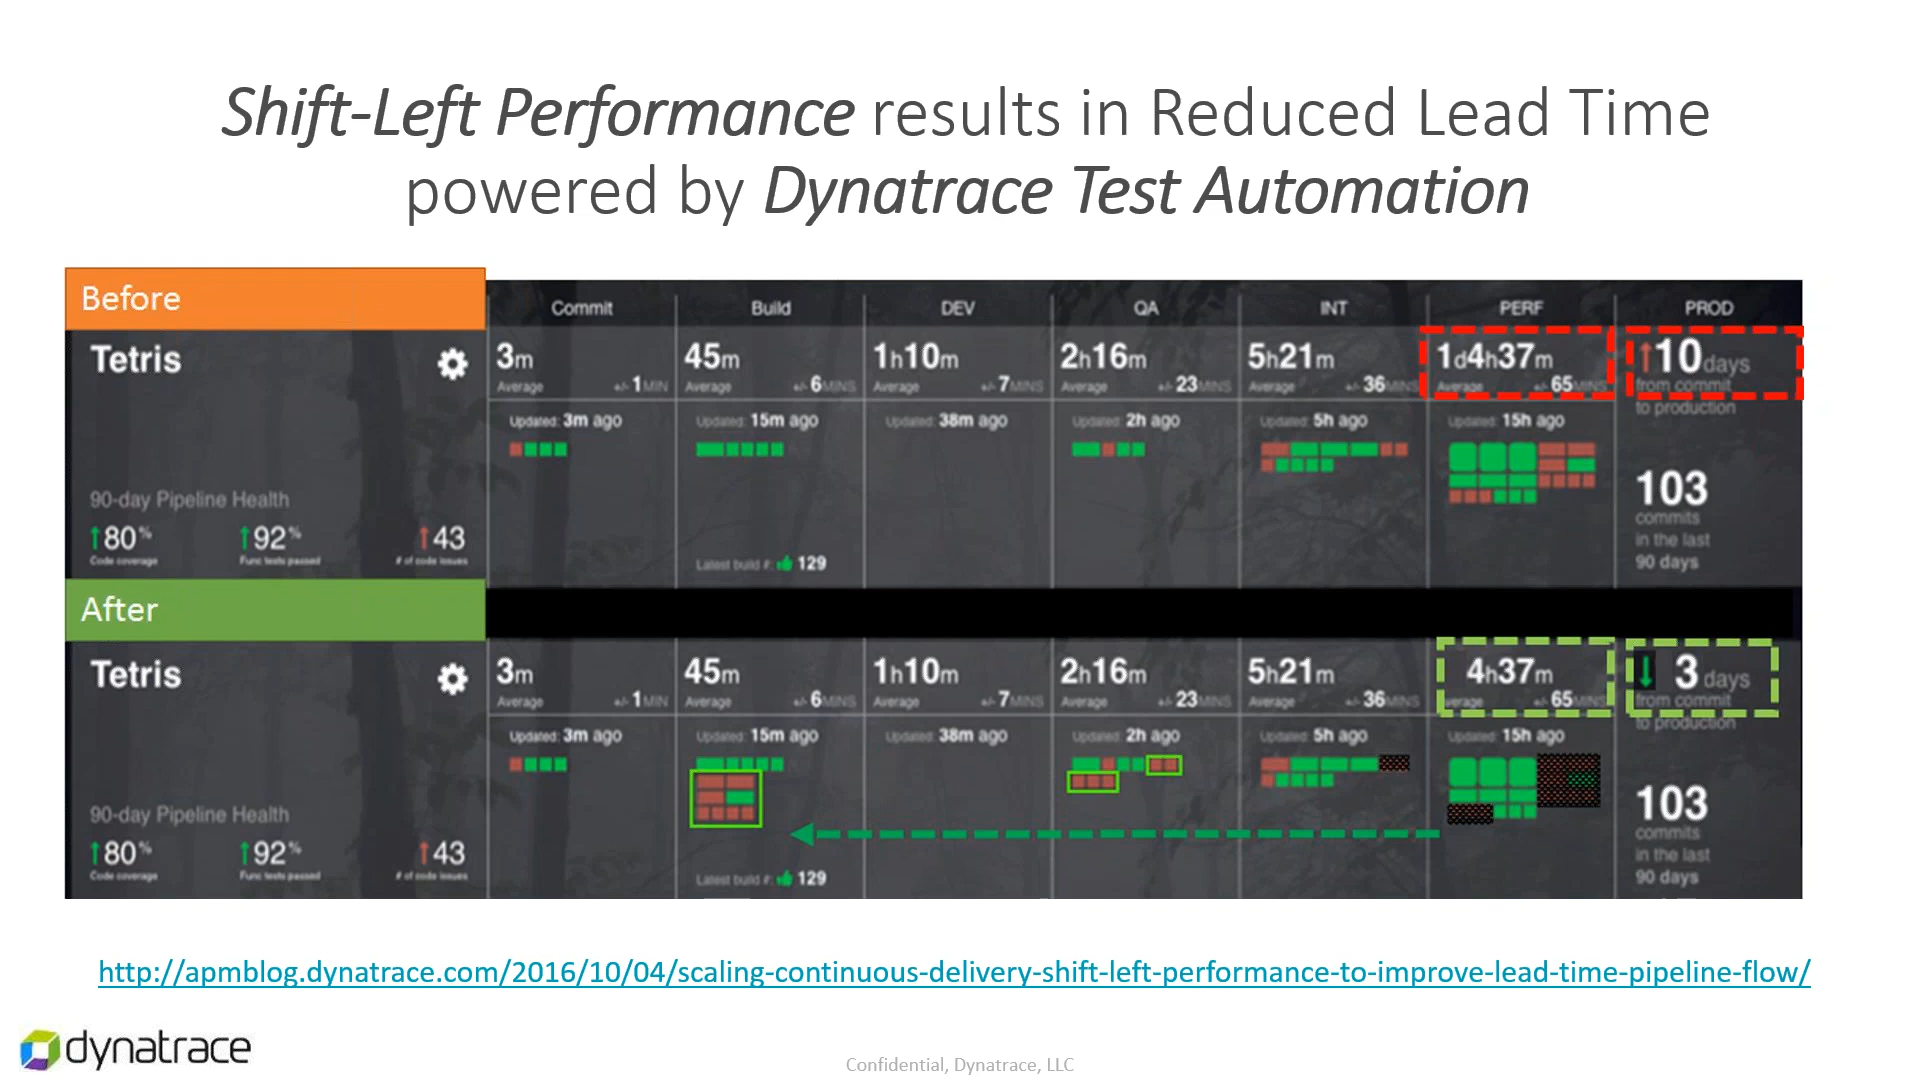 Shift-Left Performance results in Reduced Lead Time
powered by Dynatrace Test Automation
Before
Commit Build DEV QA INT PERF PROD
Tetris 3m 45m 1h10m 2h16m 5h21m 1d4h37m ↑10 days
Average +/- 1MIN Average +/- 6MINS Average +/- 7MINS Average +/- 23MINS Average +/- 36MINS Average +/- 65MINS from commit
to production
Updated: 3m ago Updated: 15m ago Updated: 38m ago Updated: 2h ago Updated: 5h ago Updated: 15h ago
90-day Pipeline Health 103
commits
↑80% ↑92% ↑43 in the last
Code coverage Func tests passed # of code issues Latest build #: 129 90 days
After
Tetris 3m 45m 1h10m 2h16m 5h21m 4h37m ↓ 3 days
Average +/- 1MIN Average +/- 6MINS Average +/- 7MINS Average +/- 23MINS Average +/- 36MINS verage +/- 65MINS from commit
to production
Updated: 3m ago Updated: 15m ago Updated: 38m ago Updated: 2h ago Updated: 5h ago Updated: 15h ago
90-day Pipeline Health 103
commits
↑80% ↑92% ↑43 in the last
Code coverage Func tests passed # of code issues Latest build #: 129 90 days
http://apmblog.dynatrace.com/2016/10/04/scaling-continuous-delivery-shift-left-performance-to-improve-lead-time-pipeline-flow/
dynatrace
Confidential, Dynatrace, LLC